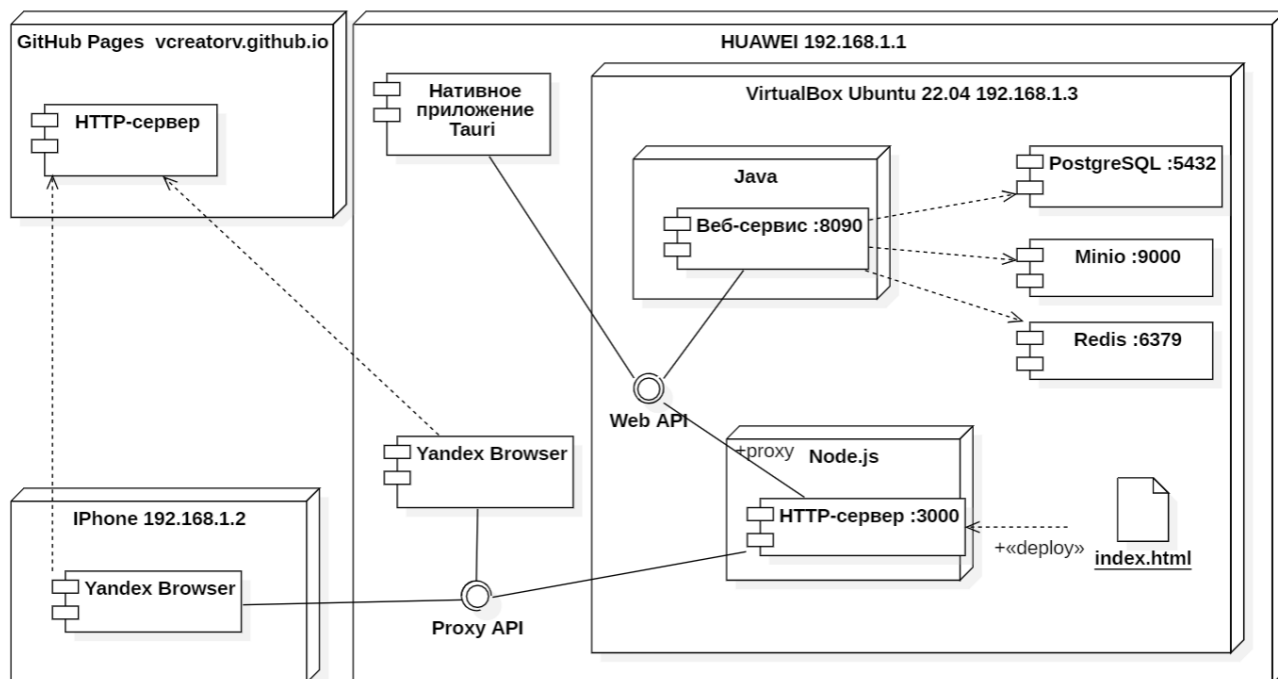 GitHub Pages  vcreatorv.github.io
HTTP-сервер
HUAWEI 192.168.1.1
Нативное
приложение
Tauri
VirtualBox Ubuntu 22.04 192.168.1.3
Java
Веб-сервис :8090
PostgreSQL :5432
Minio :9000
Redis :6379
Web API
+proxy
Node.js
HTTP-сервер :3000
+«deploy»
index.html
Yandex Browser
IPhone 192.168.1.2
Yandex Browser
Proxy API